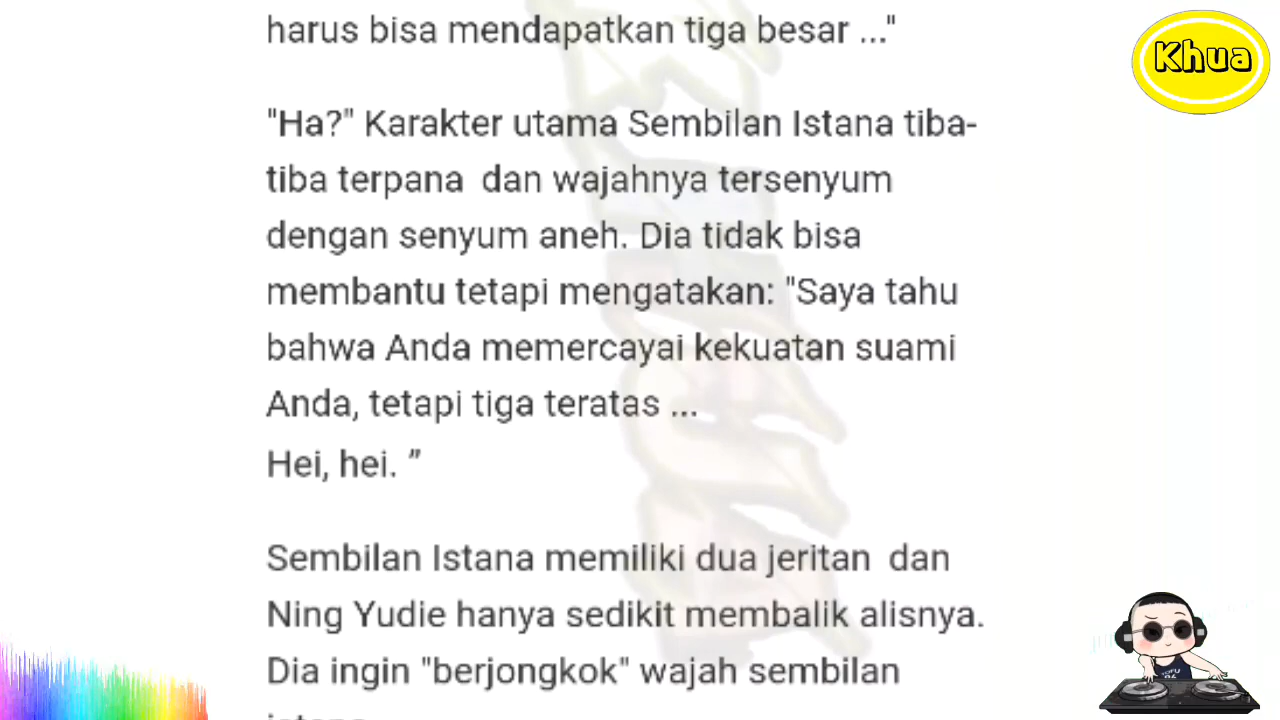 harus bisa mendapatkan tiga besar ..."
Khua
"Ha?" Karakter utama Sembilan Istana tiba-
tiba terpana dan wajahnya tersenyum
dengan senyum aneh. Dia tidak bisa
membantu tetapi mengatakan: "Saya tahu
bahwa Anda memercayai kekuatan suami
Anda, tetapi tiga teratas ...
Hei, hei. ”
Sembilan Istana memiliki dua jeritan dan
Ning Yudie hanya sedikit membalik alisnya.
Dia ingin "berjongkok" wajah sembilan